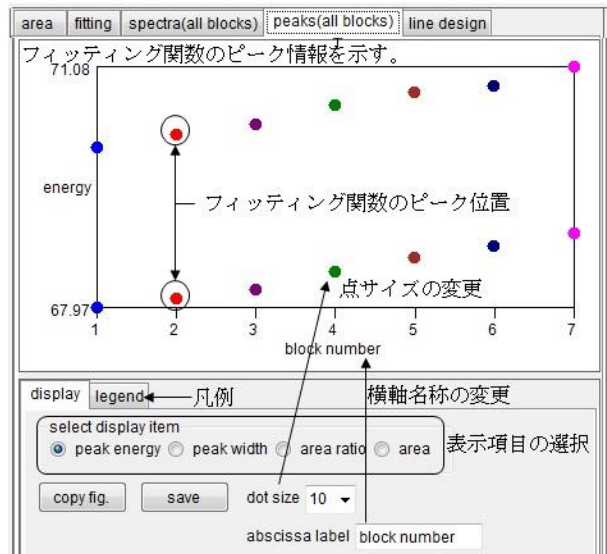 area fitting spectra(all blocks) peaks(all blocks) line design
フィッティング関数のピーク情報を示す。
71.08
energy
フィッティング関数のピーク位置
点サイズの変更
67.97
1 2 3 4 5 6 7
block number
display legend 凡例 横軸名称の変更
select display item
peak energy peak width area ratio area 表示項目の選択
copy fig. save dot size 10
abscissa label block number